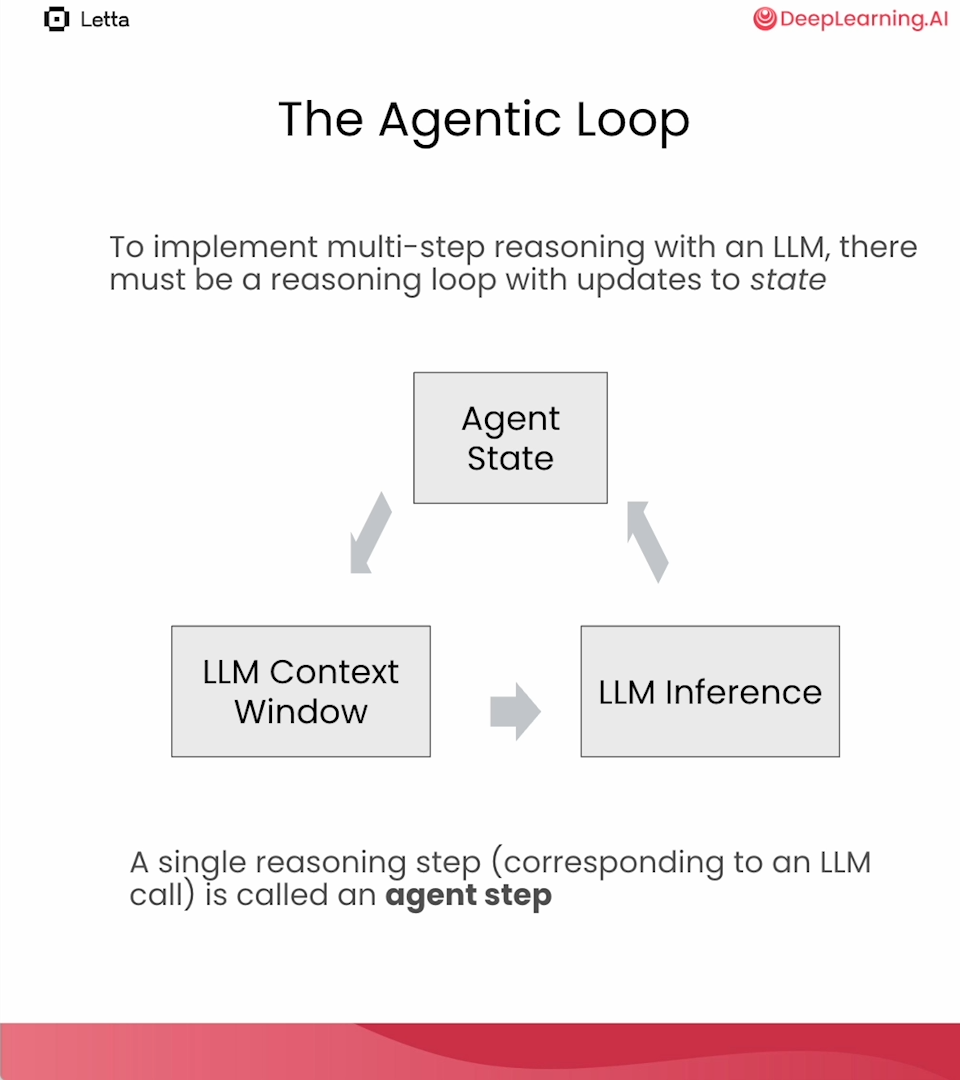 Letta
DeepLearning.AI
The Agentic Loop
To implement multi-step reasoning with an LLM, there
must be a reasoning loop with updates to state
Agent
State
LLM Context
Window
LLM Inference
A single reasoning step (corresponding to an LLM
call) is called an agent step